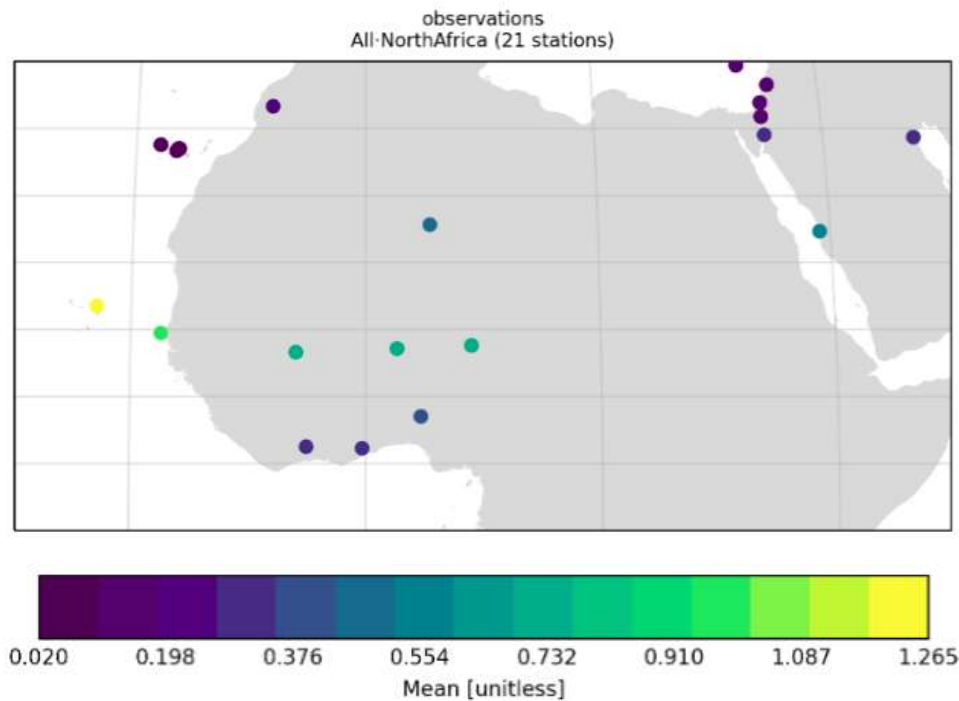 observations
All·NorthAfrica (21 stations)
0.020 0.198 0.376 0.554 0.732 0.910 1.087 1.265
Mean [unitless]